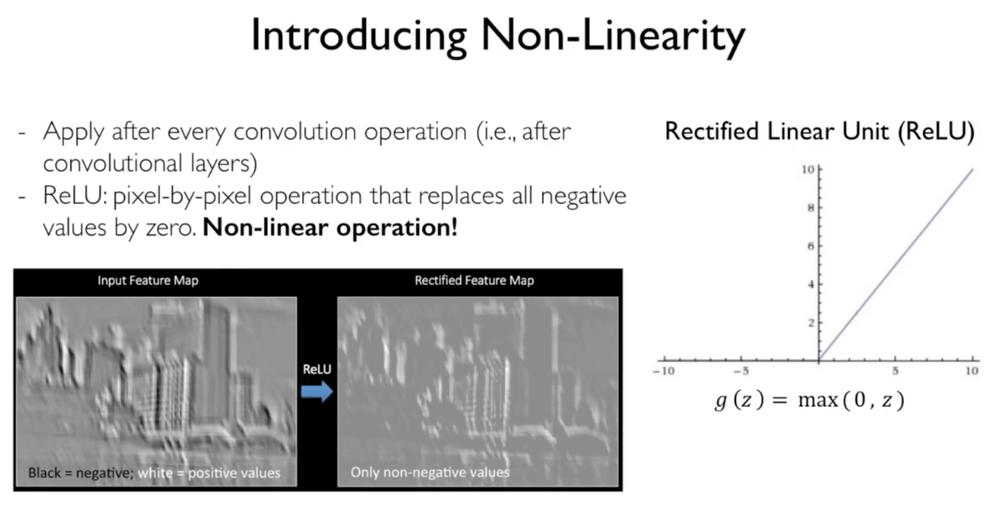 Introducing Non-Linearity
- Apply after every convolution operation (i.e., after
convolutional layers)
- ReLU: pixel-by-pixel operation that replaces all negative
values by zero. Non-linear operation!
Input Feature Map
Rectified Feature Map
ReLU
Black = negative; white = positive values
Only non-negative values
Rectified Linear Unit (ReLU)
10
8
6
4
2
−10 −5 5 10
g (z) = max(0, z)